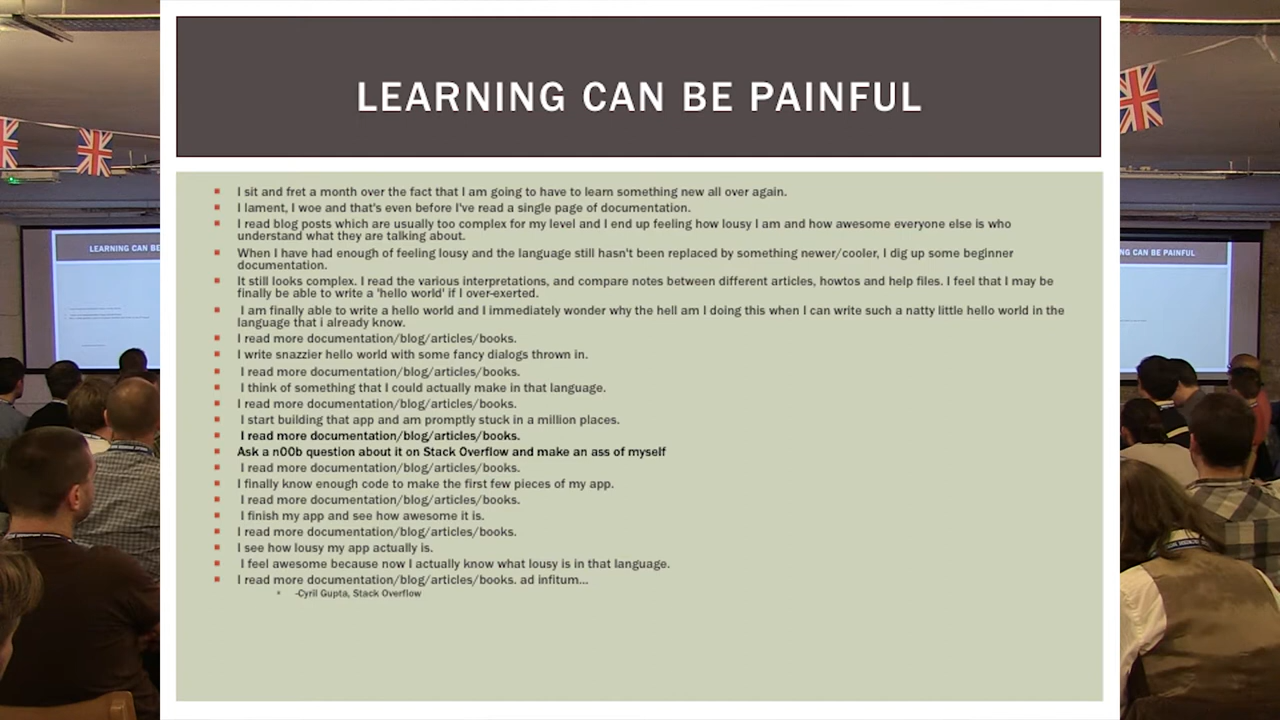 LEARNING CAN BE PAINFUL
I sit and fret a month over the fact that I am going to have to learn something new all over again.
I lament, I woe and that's even before I've read a single page of documentation.
I read blog posts which are usually too complex for my level and I end up feeling how lousy I am and how awesome everyone else is who
understand what they are talking about.
When I have had enough of feeling lousy and the language still hasn't been replaced by something newer/cooler, I dig up some beginner
documentation.
It still looks complex. I read the various interpretations, and compare notes between different articles, howtos and help files. I feel that I may be
finally be able to write a 'hello world' if I over-exerted.
I am finally able to write a hello world and I immediately wonder why the hell am I doing this when I can write such a natty little hello world in the
language that i already know.
I read more documentation/blog/articles/books.
I write snazzier hello world with some fancy dialogs thrown in.
I read more documentation/blog/articles/books.
I think of something that I could actually make in that language.
I read more documentation/blog/articles/books.
I start building that app and am promptly stuck in a million places.
I read more documentation/blog/articles/books.
Ask a n00b question about it on Stack Overflow and make an ass of myself
I read more documentation/blog/articles/books.
I finally know enough code to make the first few pieces of my app.
I read more documentation/blog/articles/books.
I finish my app and see how awesome it is.
I read more documentation/blog/articles/books.
I see how lousy my app actually is.
I feel awesome because now I actually know what lousy is in that language.
I read more documentation/blog/articles/books. ad infitum...
-Cyril Gupta, Stack Overflow
LEARNING CAN BE
NG CAN BE PAINFUL